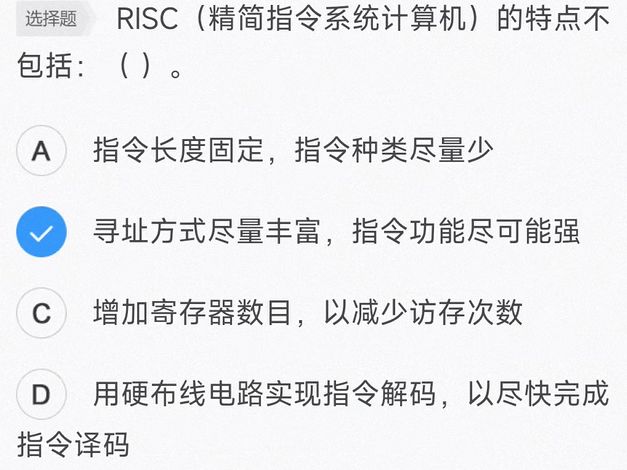 选择题 RISC（精简指令系统计算机）的特点不
包括：（ ）。
A 指令长度固定，指令种类尽量少
寻址方式尽量丰富，指令功能尽可能强
C 增加寄存器数目，以减少访存次数
D 用硬布线电路实现指令解码，以尽快完成
指令译码